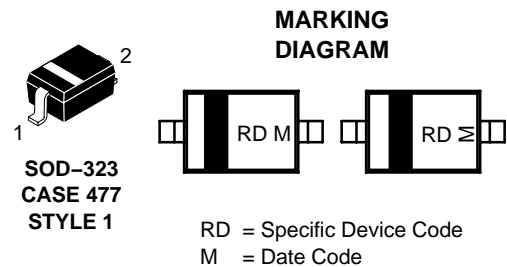 MARKING
DIAGRAM
2
1
SOD−323
CASE 477
STYLE 1
RD M
RD M
RD = Specific Device Code
M = Date Code